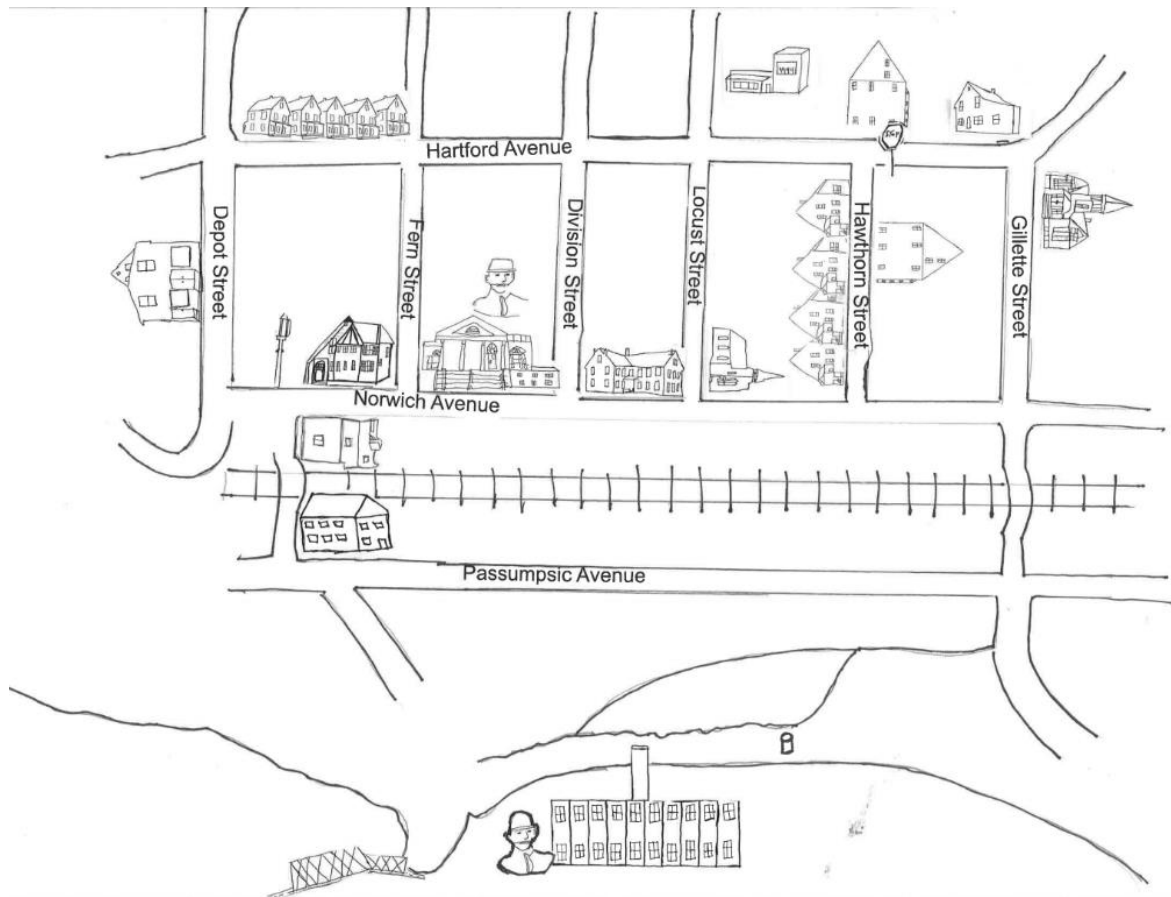 Hartford Avenue
Depot Street
Fern Street
Division Street
Locust Street
Hawthorn Street
Gillette Street
Norwich Avenue
Passumpsic Avenue